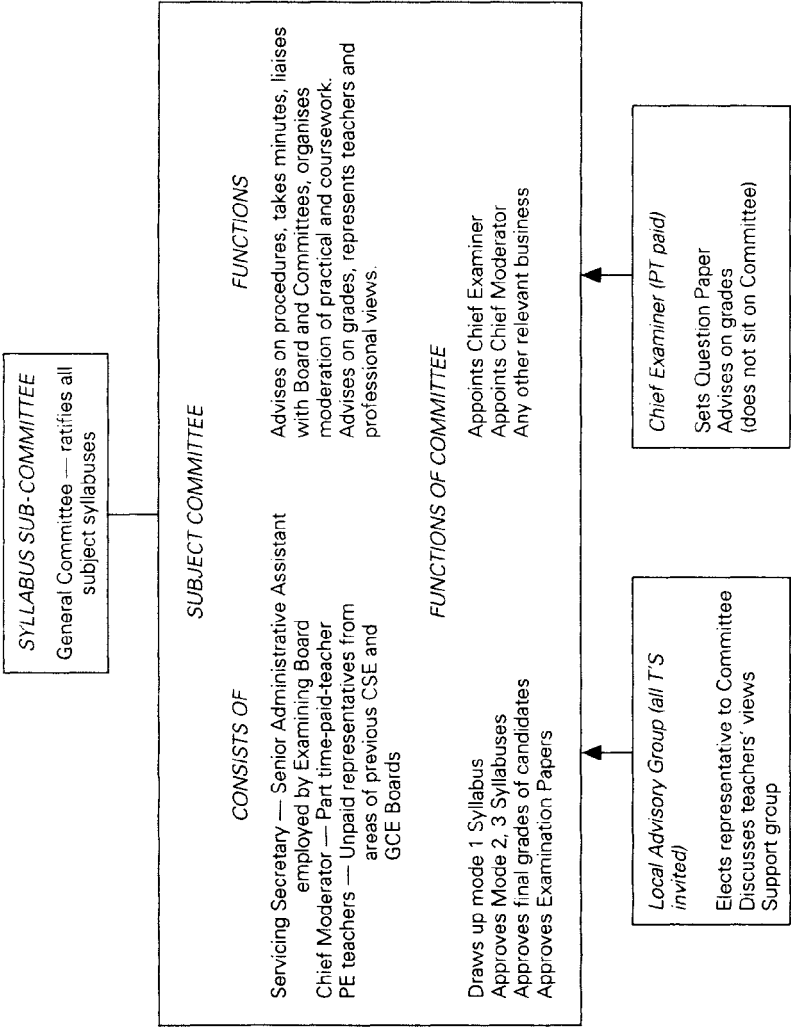 SYLLABUS SUB-COMMITTEE
General Committee — ratifies all
subject syllabuses
SUBJECT COMMITTEE
CONSISTS OF
Servicing Secretary — Senior Administrative Assistant
employed by Examining Board
Chief Moderator — Part time-paid-teacher
PE teachers — Unpaid representatives from
areas of previous CSE and
GCE Boards
FUNCTIONS
Advises on procedures, takes minutes, liaises
with Board and Committees, organises
moderation of practical and coursework.
Advises on grades, represents teachers and
professional views.
FUNCTIONS OF COMMITTEE
Draws up mode 1 Syllabus
Approves Mode 2, 3 Syllabuses
Approves final grades of candidates
Approves Examination Papers
Appoints Chief Examiner
Appoints Chief Moderator
Any other relevant business
Local Advisory Group (all T'S
invited)
Elects representative to Committee
Discusses teachers' views
Support group
Chief Examiner (PT paid)
Sets Question Paper
Advises on grades
(does not sit on Committee)